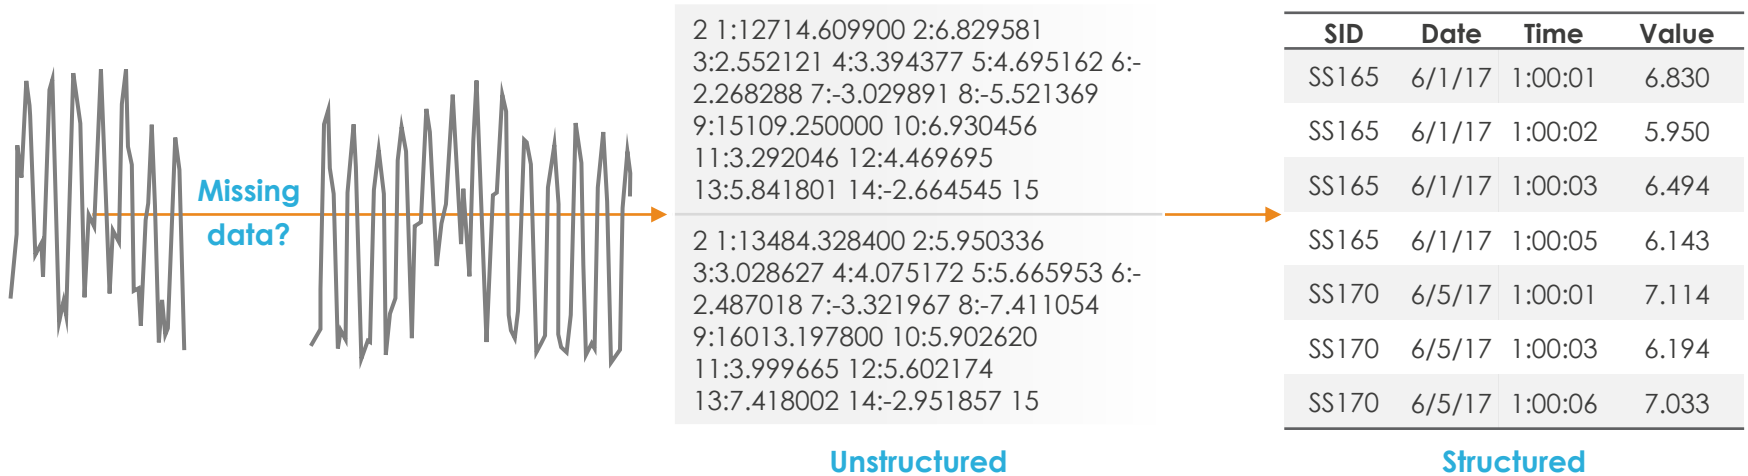 Missing
data?
2 1:12714.609900 2:6.829581
3:2.552121 4:3.394377 5:4.695162 6:-
2.268288 7:-3.029891 8:-5.521369
9:15109.250000 10:6.930456
11:3.292046 12:4.469695
13:5.841801 14:-2.664545 15
2 1:13484.328400 2:5.950336
3:3.028627 4:4.075172 5:5.665953 6:-
2.487018 7:-3.321967 8:-7.411054
9:16013.197800 10:5.902620
11:3.999665 12:5.602174
13:7.418002 14:-2.951857 15
Unstructured
SID Date Time Value
SS165 6/1/17 1:00:01 6.830
SS165 6/1/17 1:00:02 5.950
SS165 6/1/17 1:00:03 6.494
SS165 6/1/17 1:00:05 6.143
SS170 6/5/17 1:00:01 7.114
SS170 6/5/17 1:00:03 6.194
SS170 6/5/17 1:00:06 7.033
Structured